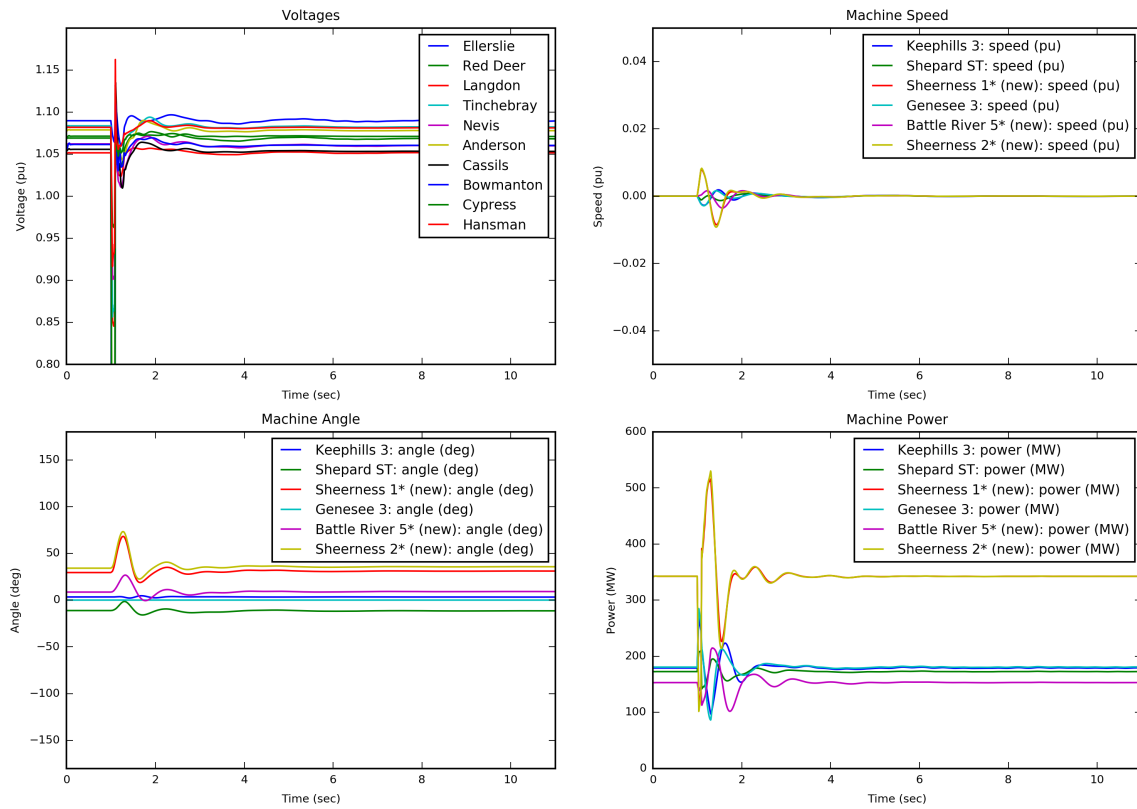 Voltages
1.15
1.10
1.05
1.00
0.95
0.90
0.85
0.80
Voltage (pu)
0
2
4
6
8
10
Time (sec)
Ellerslie
Red Deer
Langdon
Tinchebray
Nevis
Anderson
Cassils
Bowmanton
Cypress
Hansman
Machine Speed
0.04
0.02
0.00
−0.02
−0.04
Speed (pu)
0
2
4
6
8
10
Time (sec)
Keephills 3: speed (pu)
Shepard ST: speed (pu)
Sheerness 1* (new): speed (pu)
Genesee 3: speed (pu)
Battle River 5* (new): speed (pu)
Sheerness 2* (new): speed (pu)
Machine Angle
150
100
50
0
−50
−100
−150
Angle (deg)
0
2
4
6
8
10
Time (sec)
Keephills 3: angle (deg)
Shepard ST: angle (deg)
Sheerness 1* (new): angle (deg)
Genesee 3: angle (deg)
Battle River 5* (new): angle (deg)
Sheerness 2* (new): angle (deg)
Machine Power
600
500
400
300
200
100
0
Power (MW)
0
2
4
6
8
10
Time (sec)
Keephills 3: power (MW)
Shepard ST: power (MW)
Sheerness 1* (new): power (MW)
Genesee 3: power (MW)
Battle River 5* (new): power (MW)
Sheerness 2* (new): power (MW)